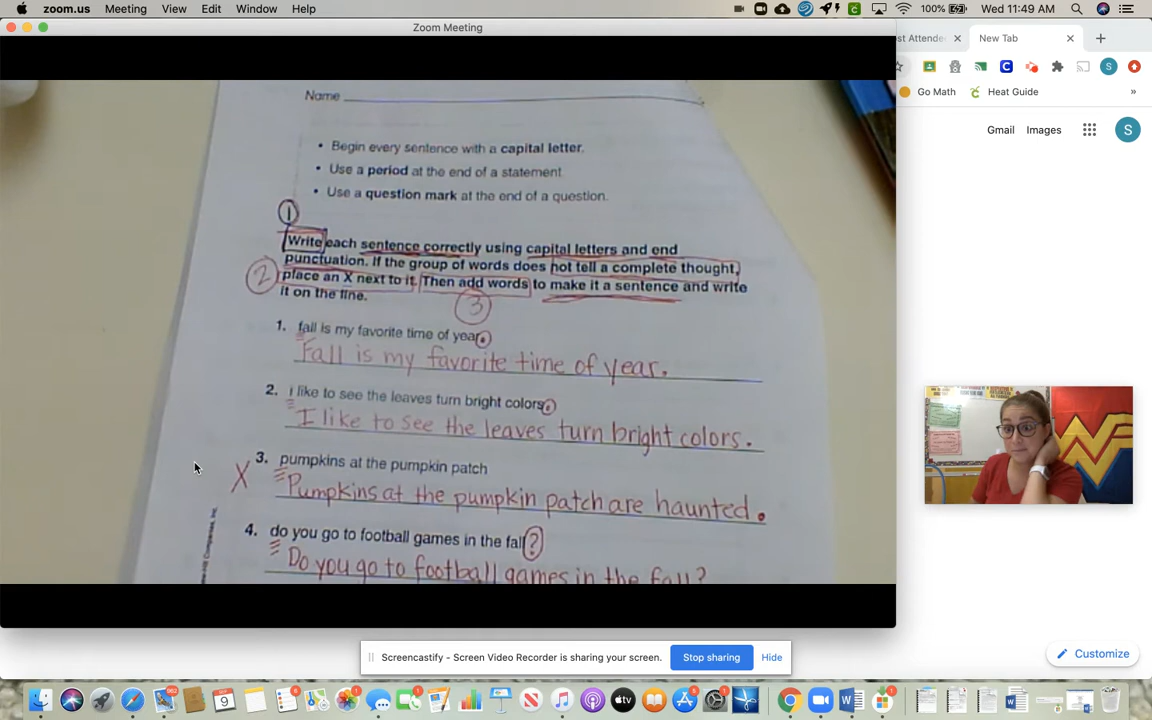 zoom.us Meeting View Edit Window Help
100% Wed 11:49 AM
Zoom Meeting
st Attende
New Tab
Go Math
Heat Guide
»
Gmail Images
S
Name
• Begin every sentence with a capital letter.
• Use a period at the end of a statement
• Use a question mark at the end of a question.
1
Write each sentence correctly using capital letters and end
punctuation. If the group of words does not tell a complete thought,
2 place an X next to it. Then add words to make it a sentence and write
it on the line.
3
1. fall is my favorite time of year.
Fall is my favorite time of year.
2. i like to see the leaves turn bright colors.
I like to see the leaves turn bright colors.
X 3. pumpkins at the pumpkin patch
Pumpkins at the pumpkin patch are haunted.
4. do you go to football games in the fall?
Do you go to football games in the fall?
Screencastify - Screen Video Recorder is sharing your screen. Stop sharing Hide
Customize